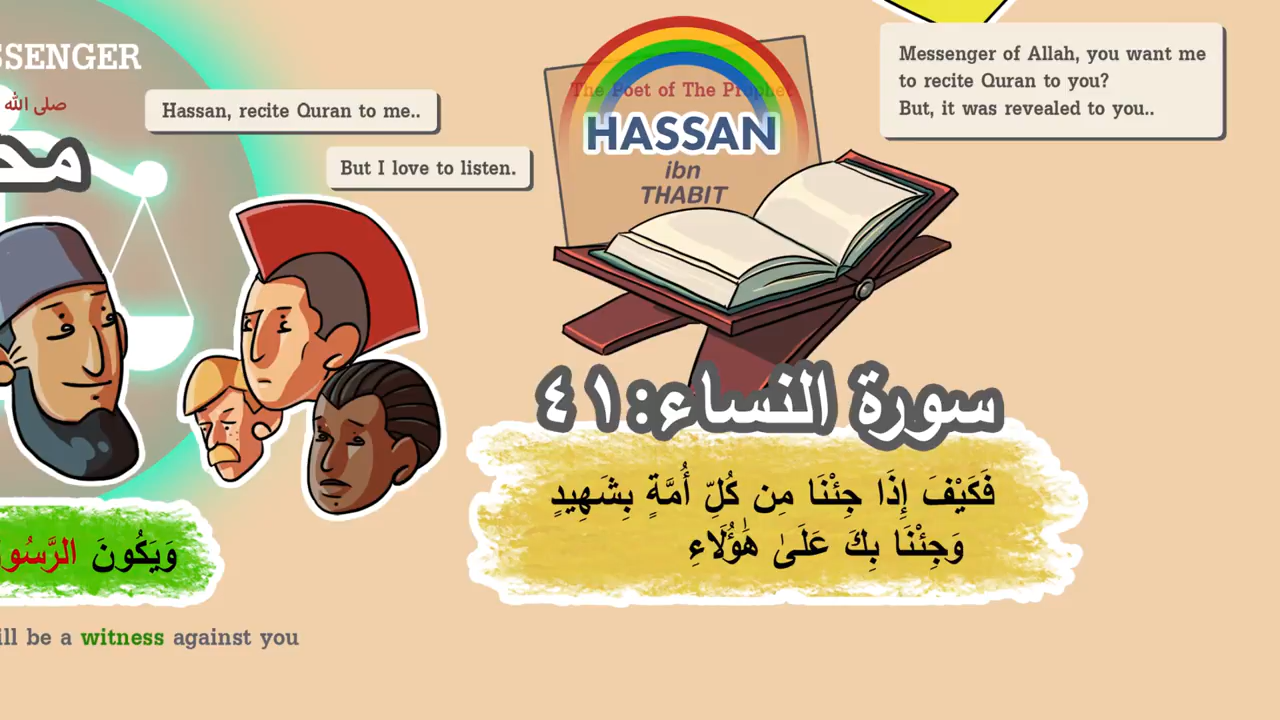 SSENGER
صلى الله
Hassan, recite Quran to me..
But I love to listen.
The Poet of The Prophet
HASSAN
ibn
THABIT
Messenger of Allah, you want me
to recite Quran to you?
But, it was revealed to you..
سورة النساء:٤١
فَكَيْفَ إِذَا جِئْنَا مِن كُلِّ أُمَّةٍ بِشَهِيدٍ
وَجِئْنَا بِكَ عَلَىٰ هَٰؤُلَاءِ
وَيَكُونَ الرَّسُو
ill be a witness against you